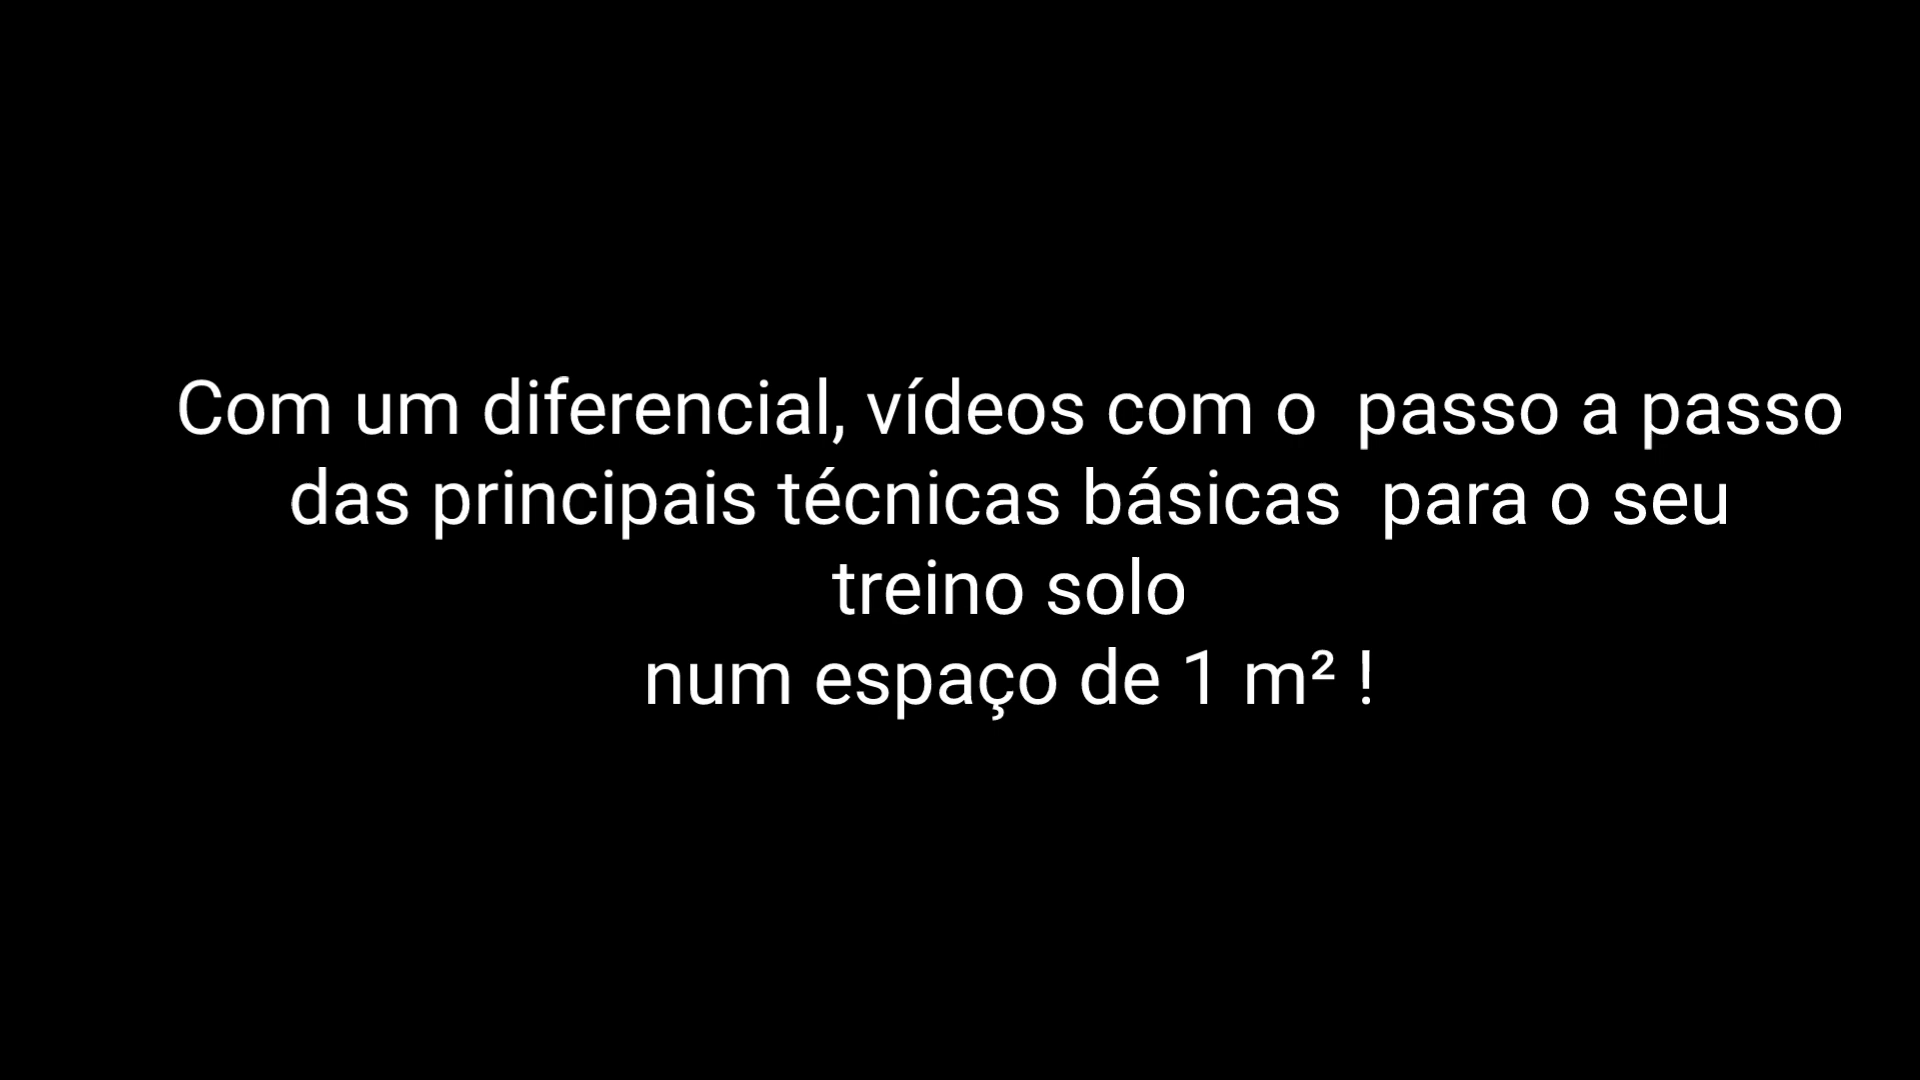 Com um diferencial, vídeos com o  passo a passo
das principais técnicas básicas  para o seu
treino solo
num espaço de 1 m² !